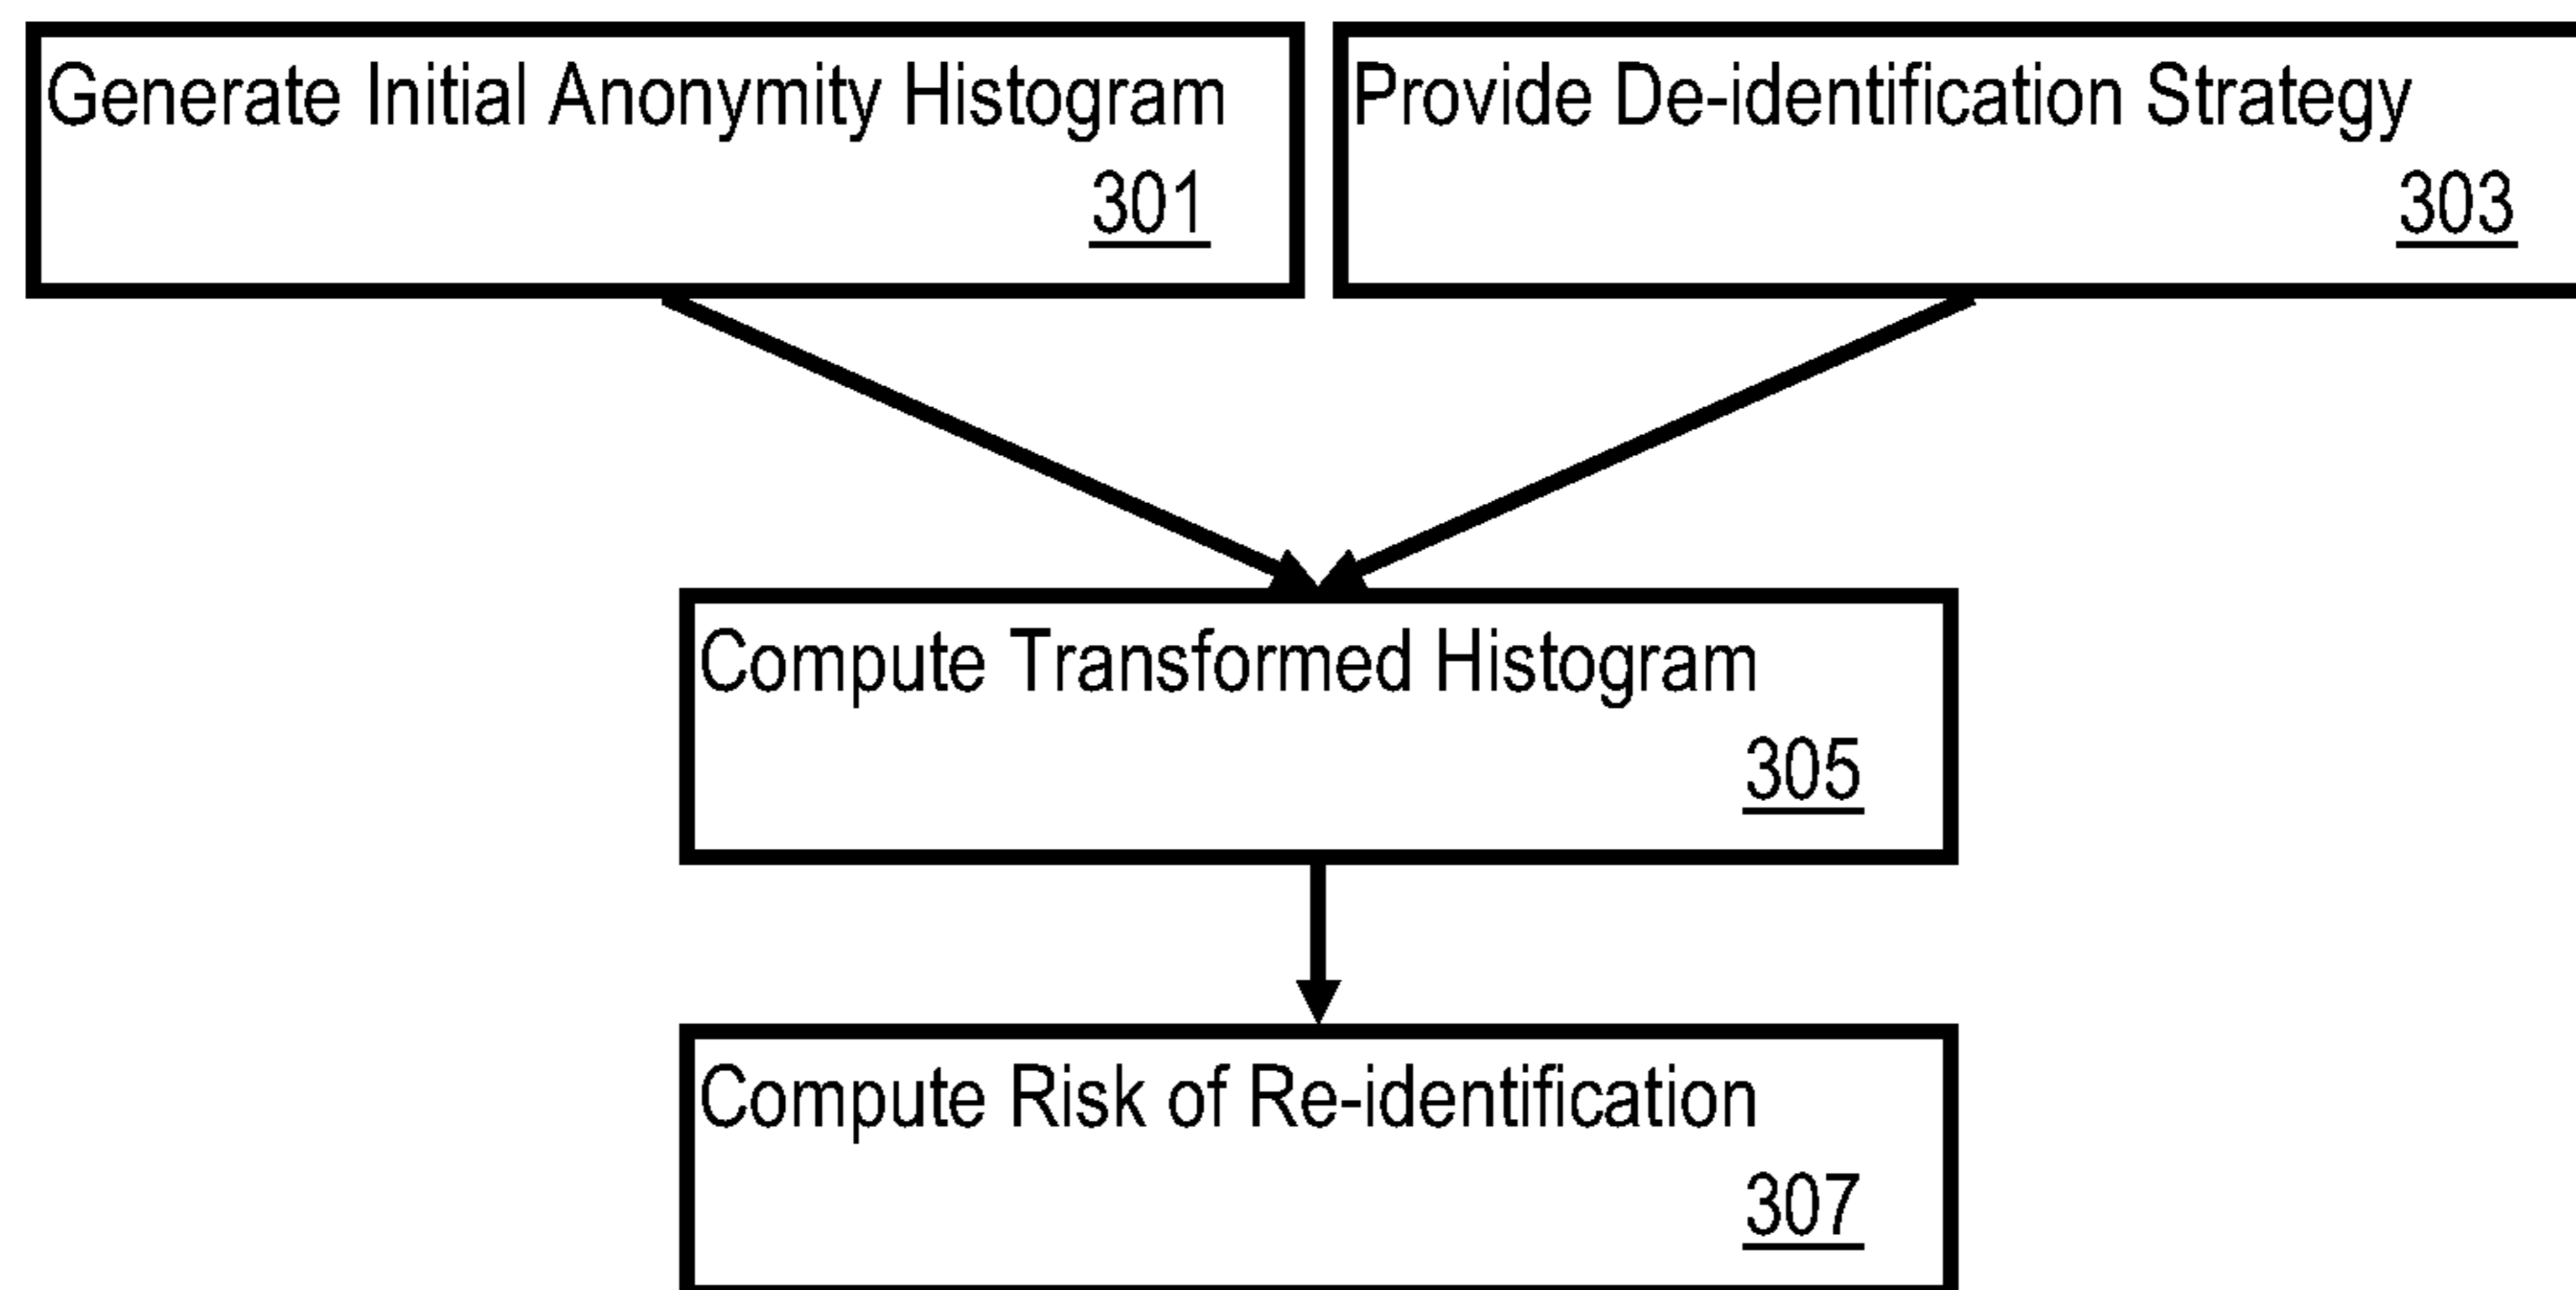 Generate Initial Anonymity Histogram
301
Provide De-identification Strategy
303
Compute Transformed Histogram
305
Compute Risk of Re-identification
307